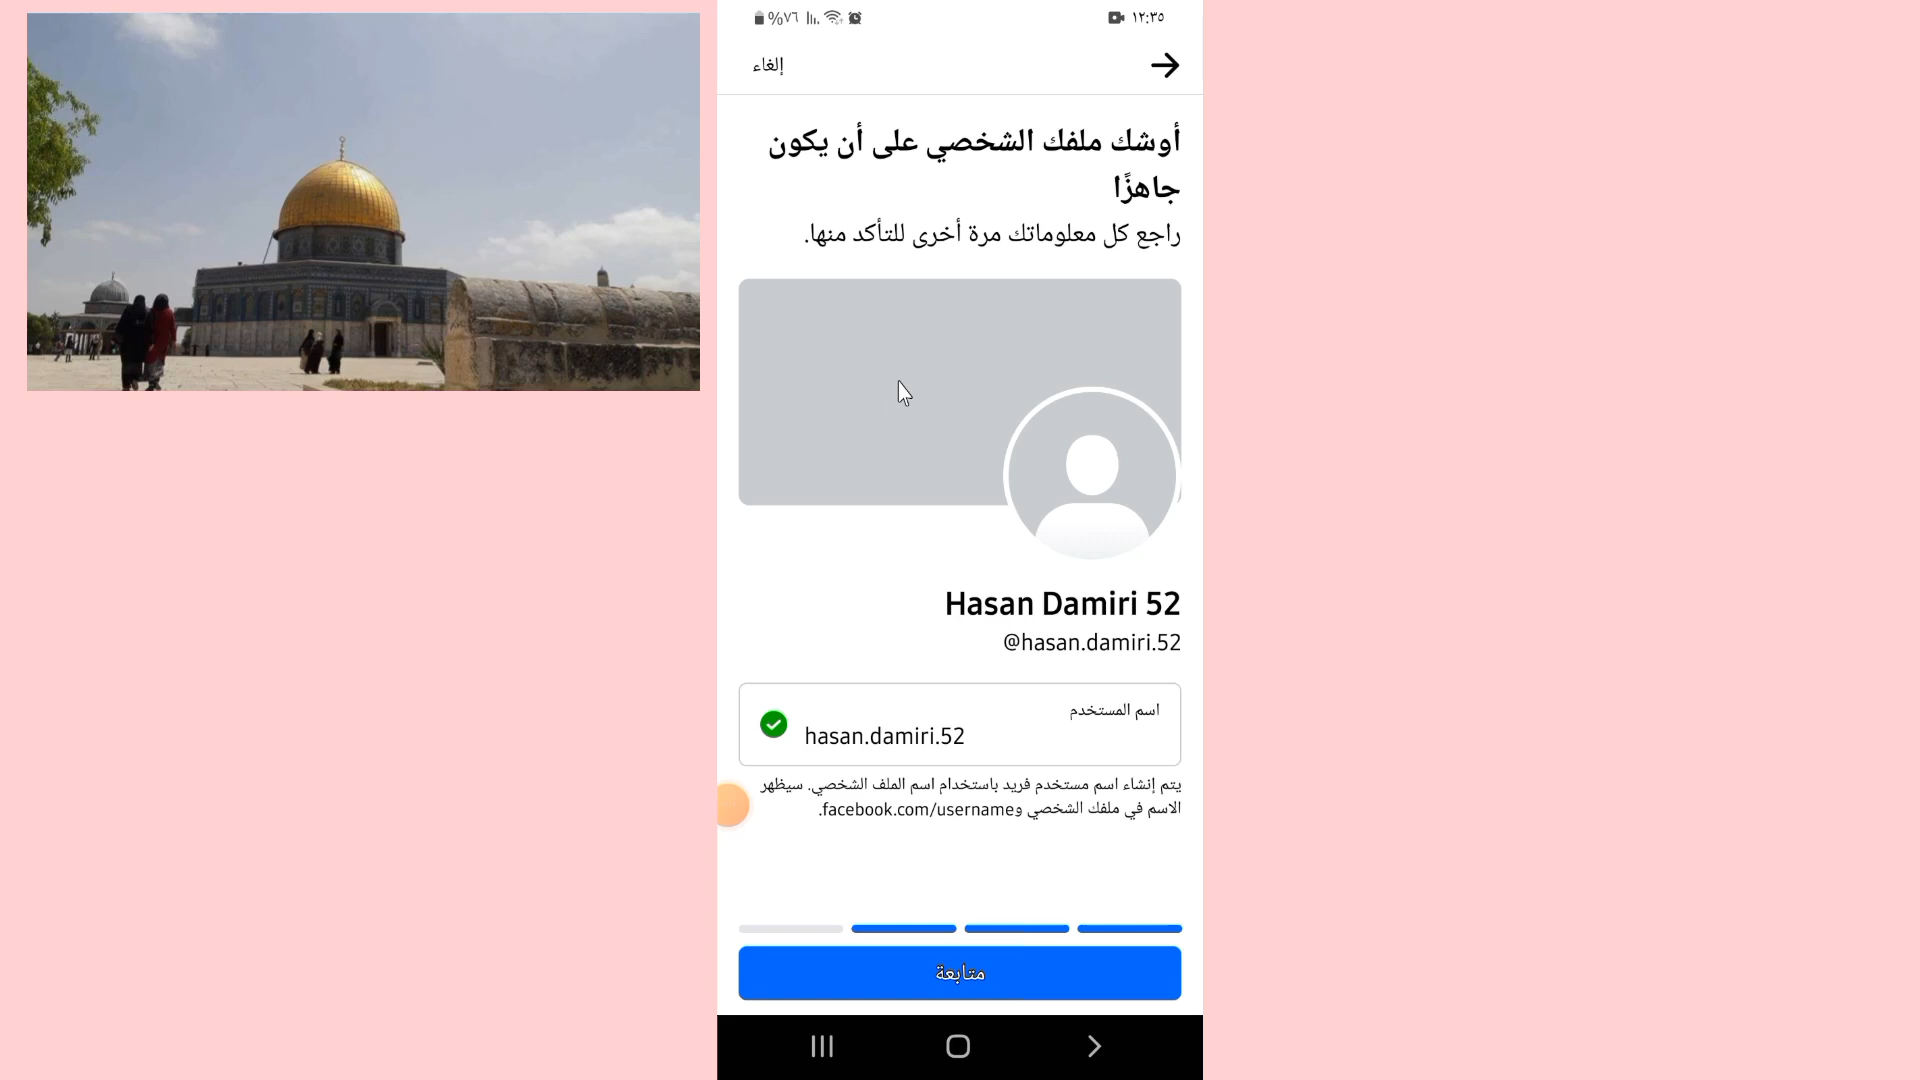 ١٢:٣٥ %٧٦
إلغاء
أوشك ملفك الشخصي على أن يكون
جاهزًا
راجع كل معلوماتك مرة أخرى للتأكد منها.
Hasan Damiri 52
@hasan.damiri.52
اسم المستخدم
hasan.damiri.52
يتم إنشاء اسم مستخدم فريد باستخدام اسم الملف الشخصي. سيظهر
الاسم في ملفك الشخصي وfacebook.com/username.
متابعة